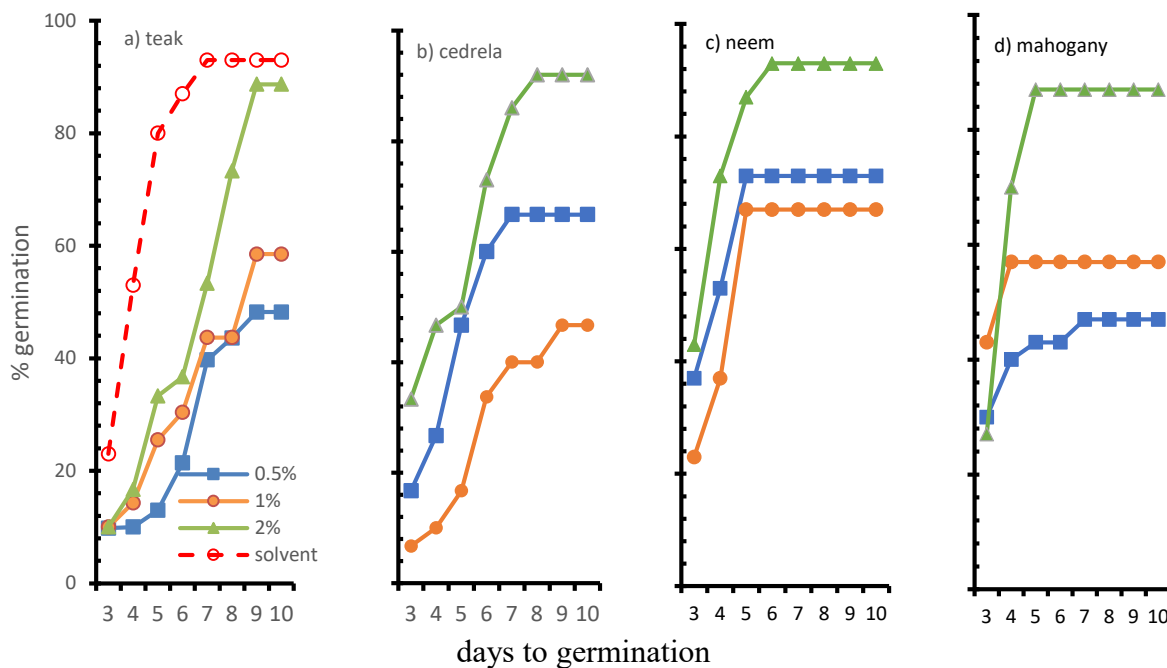 % germination
100
80
60
40
20
0
a) teak
0.5%
1%
2%
solvent
3 4 5 6 7 8 9 10
b) cedrela
3 4 5 6 7 8 9 10
c) neem
3 4 5 6 7 8 9 10
d) mahogany
3 4 5 6 7 8 9 10
days to germination